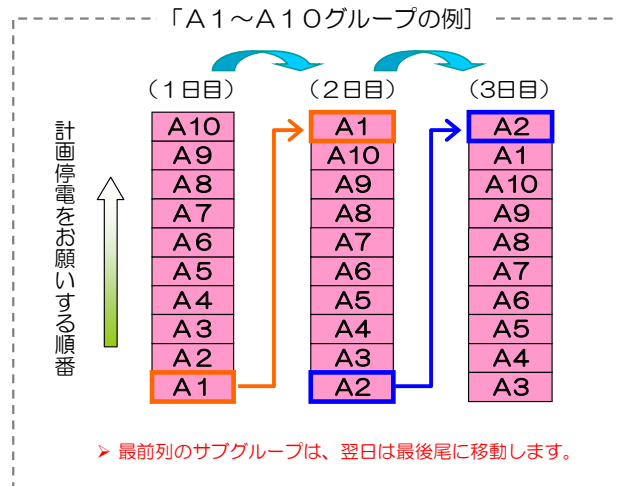 「A1～A10グループの例]
(1日目) (2日目) (3日目)
計画停電をお願いする順番
A10 A1 A2
A9 A10 A1
A8 A9 A10
A7 A8 A9
A6 A7 A8
A5 A6 A7
A4 A5 A6
A3 A4 A5
A2 A3 A4
A1 A2 A3
➢ 最前列のサブグループは、翌日は最後尾に移動します。